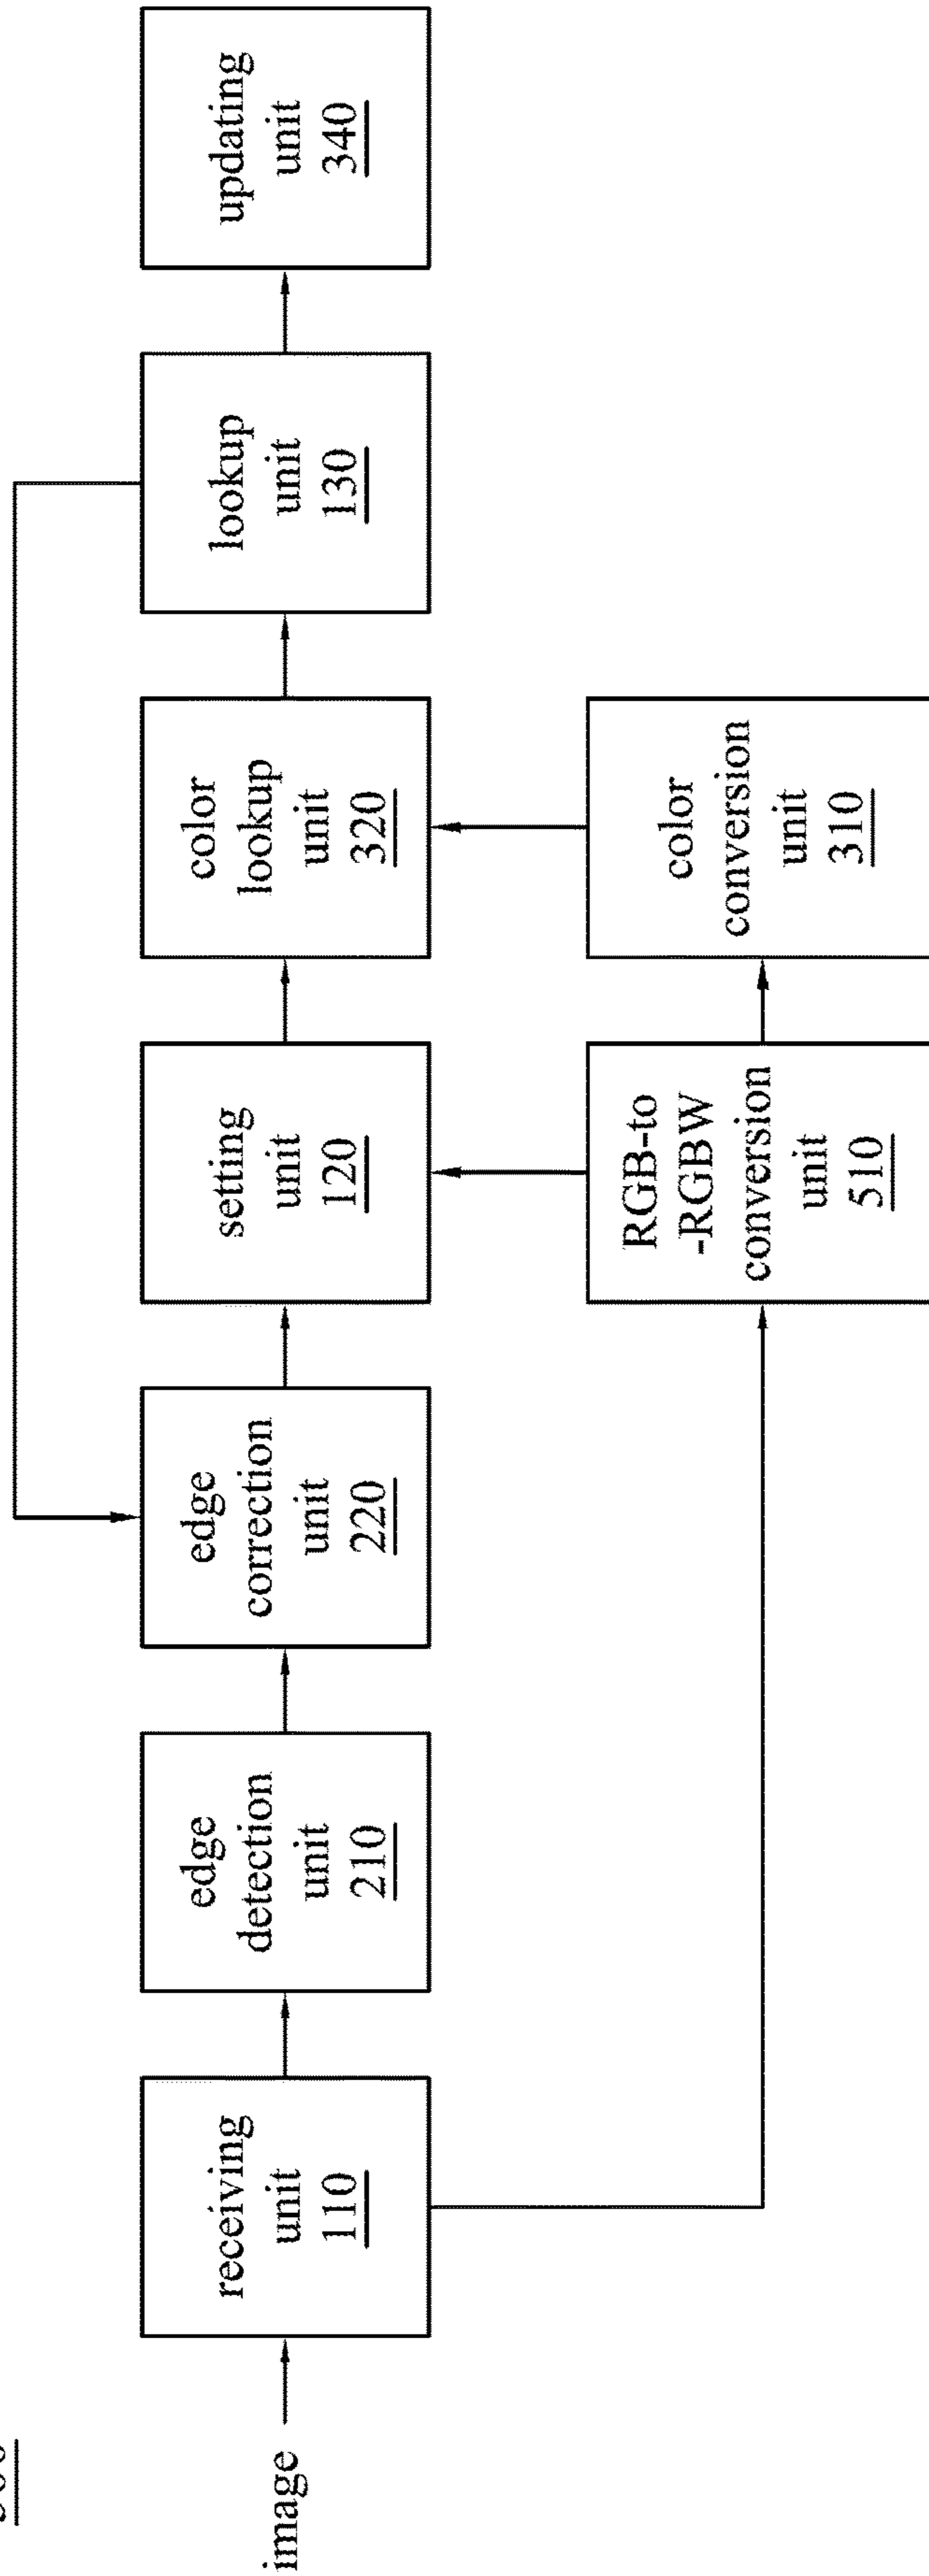 image
receiving
unit
110
edge
detection
unit
210
edge
correction
unit
220
setting
unit
120
color
lookup
unit
320
lookup
unit
130
updating
unit
340
RGB-to
-RGBW
conversion
unit
510
color
conversion
unit
310